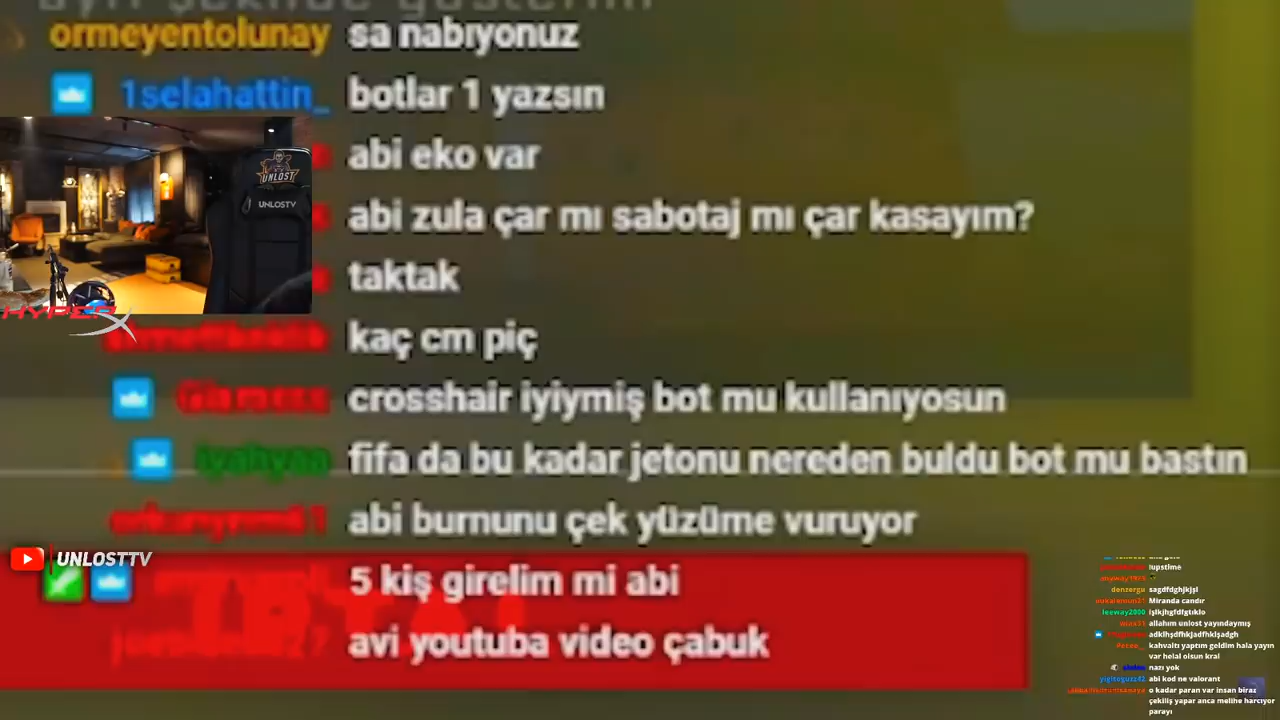 ormeyentolunay sa nabıyonuz
1selahattin_ botlar 1 yazsın
abi eko var
abi zula çar mı sabotaj mı çar kasayım?
taktak
kaç cm piç
crosshair iyiymiş bot mu kullanıyosun
fifa da bu kadar jetonu nereden buldu bot mu bastın
abi burnunu çek yüzüme vuruyor
5 kiş girelim mi abi
avi youtuba video çabuk
UNLOST
UNLOSTV
HYPERX
UNLOSTTV
!upstime
denzergu sagdfdghjkjşl
Miranda candır
leeway2000 işlkjhgfdfgtıklo
allahım unlost yayındaymış
adklhşdfhkjadfhklşadgh
kahvaltı yaptım geldim hala yayın
var helal olsun kral
nazı yok
abi kod ne valorant
o kadar paran var insan biraz
çekiliş yapar anca melihe harcıyor
parayı